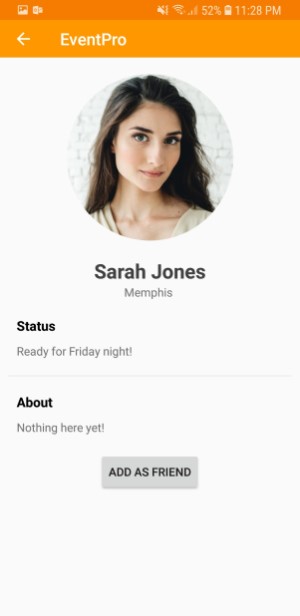 52% 11:28 PM
EventPro
Sarah Jones
Memphis
Status
Ready for Friday night!
About
Nothing here yet!
ADD AS FRIEND